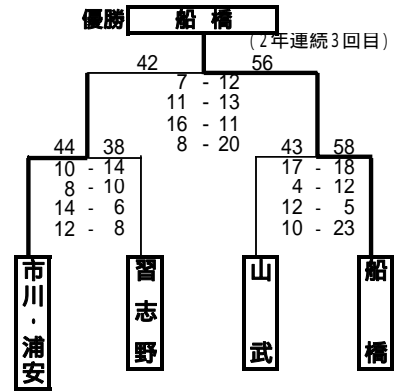 優勝 船橋
(2年連続3回目)
42 56
7 - 12
11 - 13
16 - 11
8 - 20
44 38 43 58
10 - 14 17 - 18
8 - 10 4 - 12
14 - 6 12 - 5
12 - 8 10 - 23
市川・浦安
習志野
山武
船橋